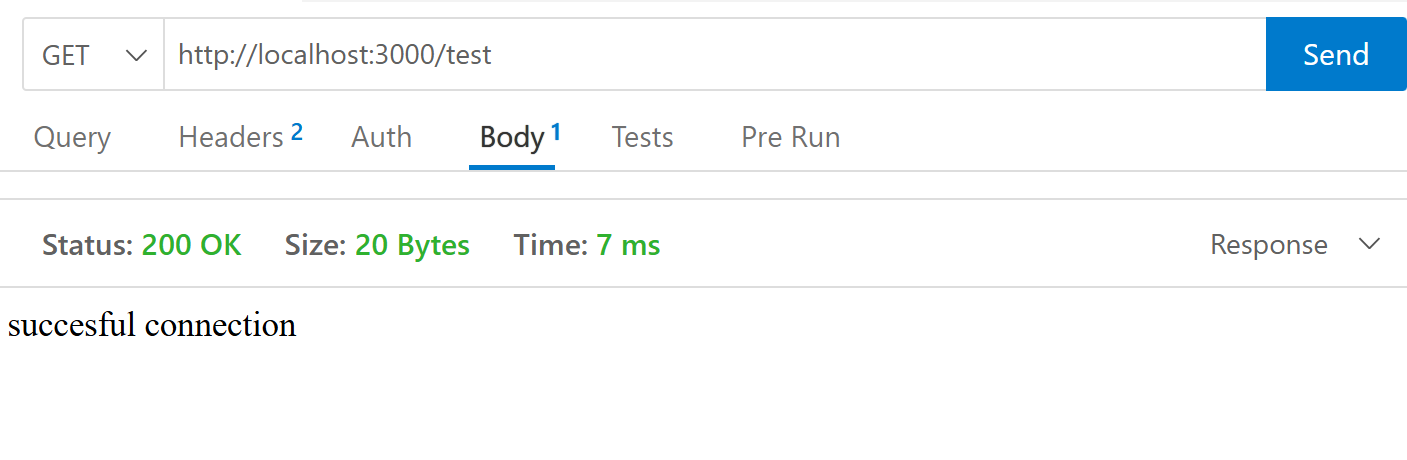 GET http://localhost:3000/test Send
Query Headers 2 Auth Body 1 Tests Pre Run
Status: 200 OK Size: 20 Bytes Time: 7 ms Response
succesful connection